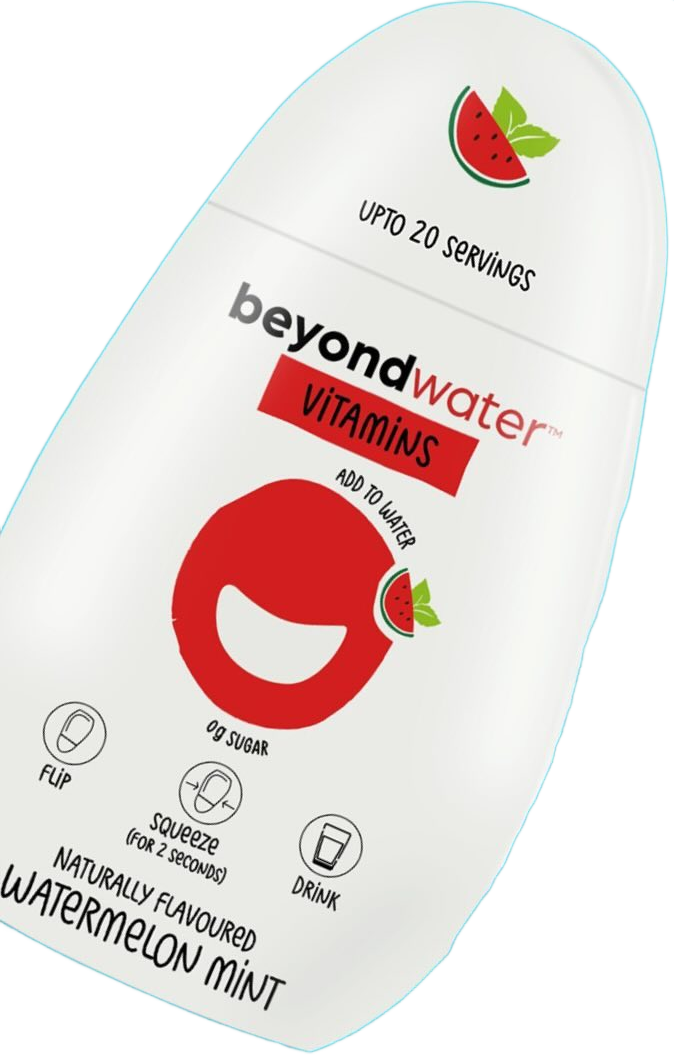 UPTO 20 SERVINGS
beyondwater™
VITAMINS
ADD TO WATER
0g SUGAR
FLIP
SQUEEZE
(FOR 2 SECONDS)
DRINK
NATURALLY FLAVOURED
WATERMELON MINT